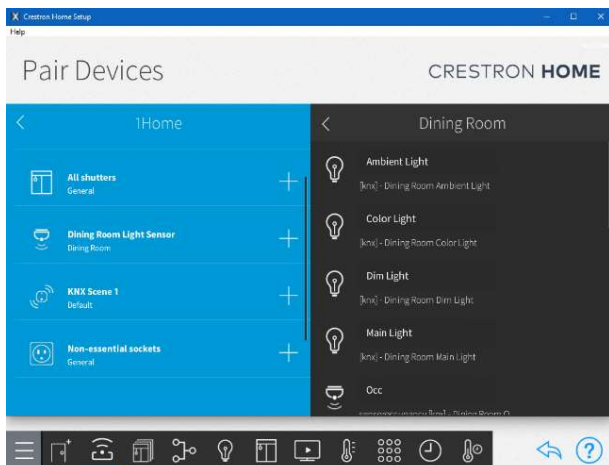 Crestron Home Setup
Help
Pair Devices
CRESTRON HOME
1Home
All shutters
General
Dining Room Light Sensor
Dining Room
KNX Scene 1
Default
Non-essential sockets
General
Dining Room
Ambient Light
[knx] - Dining Room Ambient Light
Color Light
[knx] - Dining Room Color Light
Dim Light
[knx] - Dining Room Dim Light
Main Light
[knx] - Dining Room Main Light
Occ
[knx] - Dining Room O
?